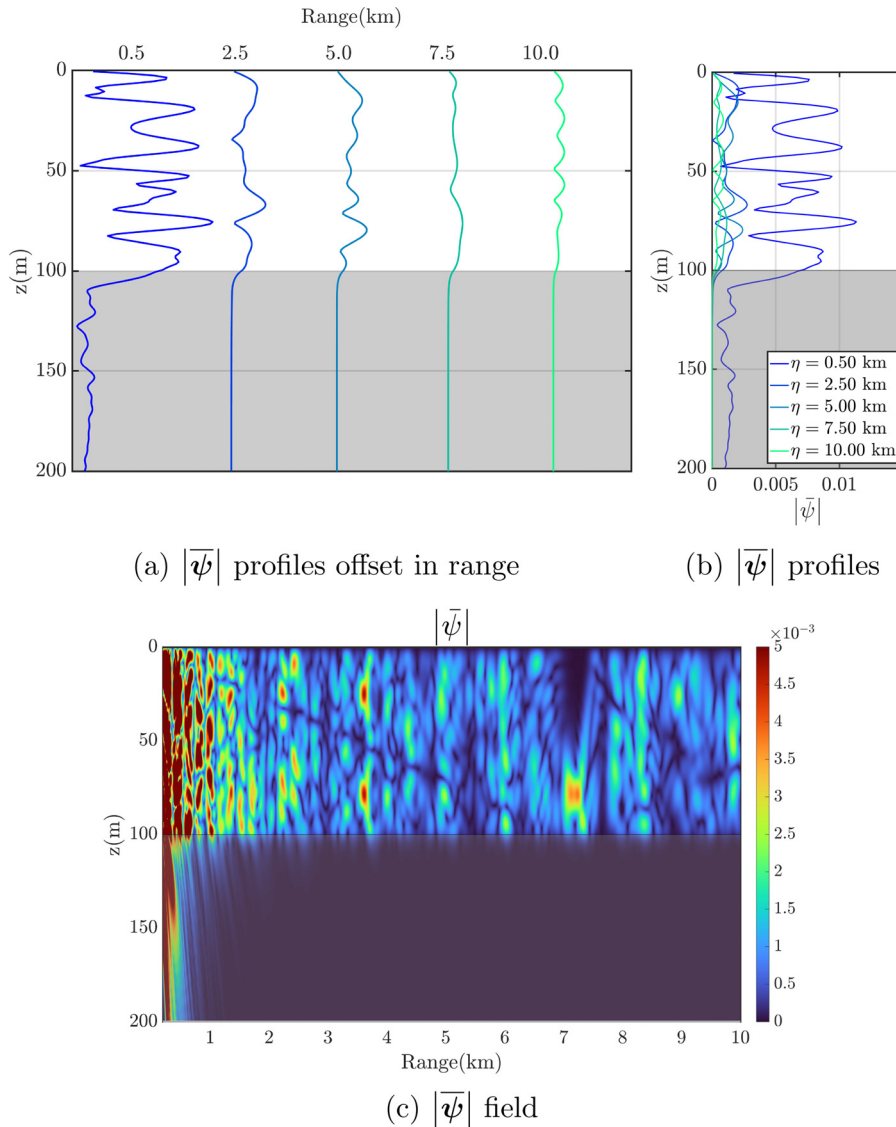 Range(km)
0.5 2.5 5.0 7.5 10.0
0
50
100
150
200
z(m)
0
50
100
150
200
z(m)
η = 0.50 km
η = 2.50 km
η = 5.00 km
η = 7.50 km
η = 10.00 km
0 0.005 0.01
|ψ̄|
(a) |ψ̅| profiles offset in range
(b) |ψ̅| profiles
|ψ̄|
×10⁻³
0
50
100
150
200
z(m)
1 2 3 4 5 6 7 8 9 10
Range(km)
5
4.5
4
3.5
3
2.5
2
1.5
1
0.5
0
(c) |ψ̅| field